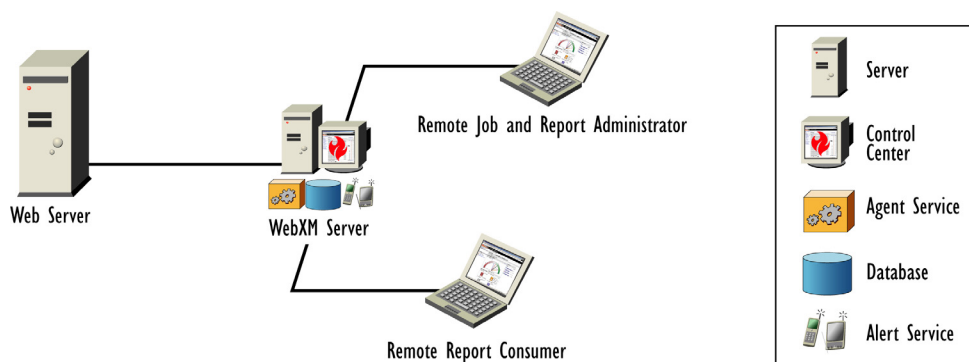 Web Server
WebXM Server
Remote Job and Report Administrator
Remote Report Consumer
Server
Control
Center
Agent Service
Database
Alert Service